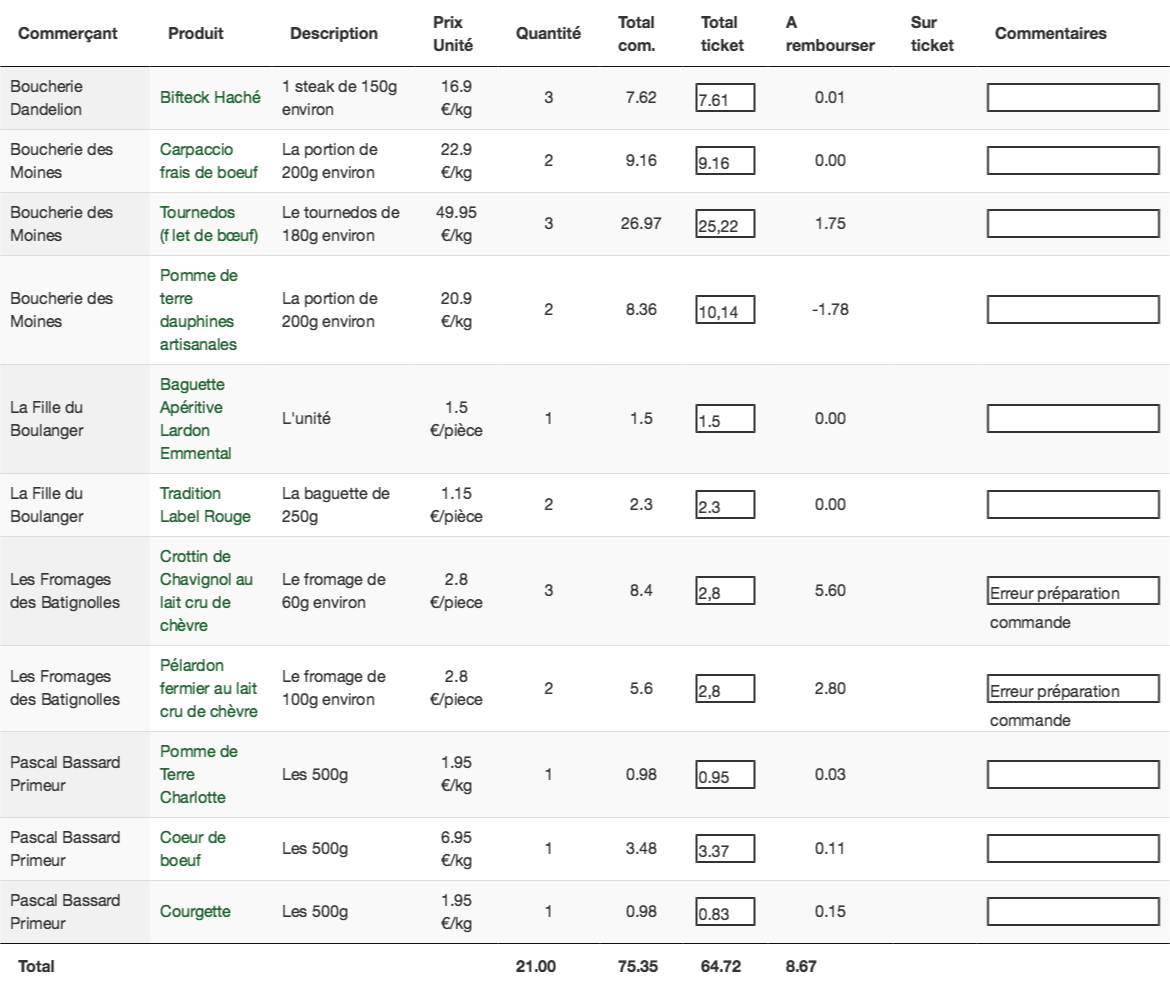 Commerçant Produit Description Prix Unité Quantité Total com. Total ticket A rembourser Sur ticket Commentaires
Boucherie Dandelion Bifteck Haché 1 steak de 150g environ 16.9 €/kg 3 7.62 7.61 0.01
Boucherie des Moines Carpaccio frais de boeuf La portion de 200g environ 22.9 €/kg 2 9.16 9.16 0.00
Boucherie des Moines Tournedos (f let de bœuf) Le tournedos de 180g environ 49.95 €/kg 3 26.97 25,22 1.75
Boucherie des Moines Pomme de terre dauphines artisanales La portion de 200g environ 20.9 €/kg 2 8.36 10,14 -1.78
La Fille du Boulanger Baguette Apéritive Lardon Emmental L'unité 1.5 €/pièce 1 1.5 1.5 0.00
La Fille du Boulanger Tradition Label Rouge La baguette de 250g 1.15 €/pièce 2 2.3 2.3 0.00
Les Fromages des Batignolles Crottin de Chavignol au lait cru de chèvre Le fromage de 60g environ 2.8 €/piece 3 8.4 2,8 5.60 Erreur préparation commande
Les Fromages des Batignolles Pélardon fermier au lait cru de chèvre Le fromage de 100g environ 2.8 €/piece 2 5.6 2,8 2.80 Erreur préparation commande
Pascal Bassard Primeur Pomme de Terre Charlotte Les 500g 1.95 €/kg 1 0.98 0.95 0.03
Pascal Bassard Primeur Coeur de boeuf Les 500g 6.95 €/kg 1 3.48 3.37 0.11
Pascal Bassard Primeur Courgette Les 500g 1.95 €/kg 1 0.98 0.83 0.15
Total 21.00 75.35 64.72 8.67